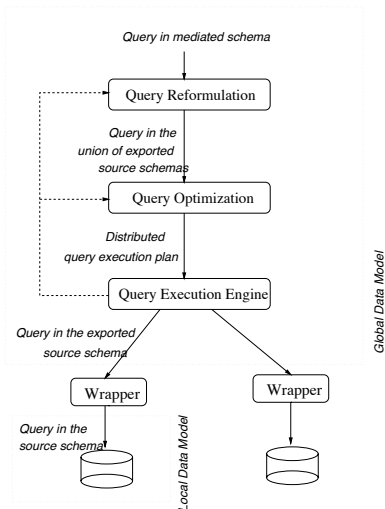 Query in mediated schema
Query Reformulation
Query in the
union of exported
source schemas
Query Optimization
Distributed
query execution plan
Query Execution Engine
Global Data Model
Query in the exported
source schema
Wrapper
Wrapper
Query in the
source schema
Local Data Model